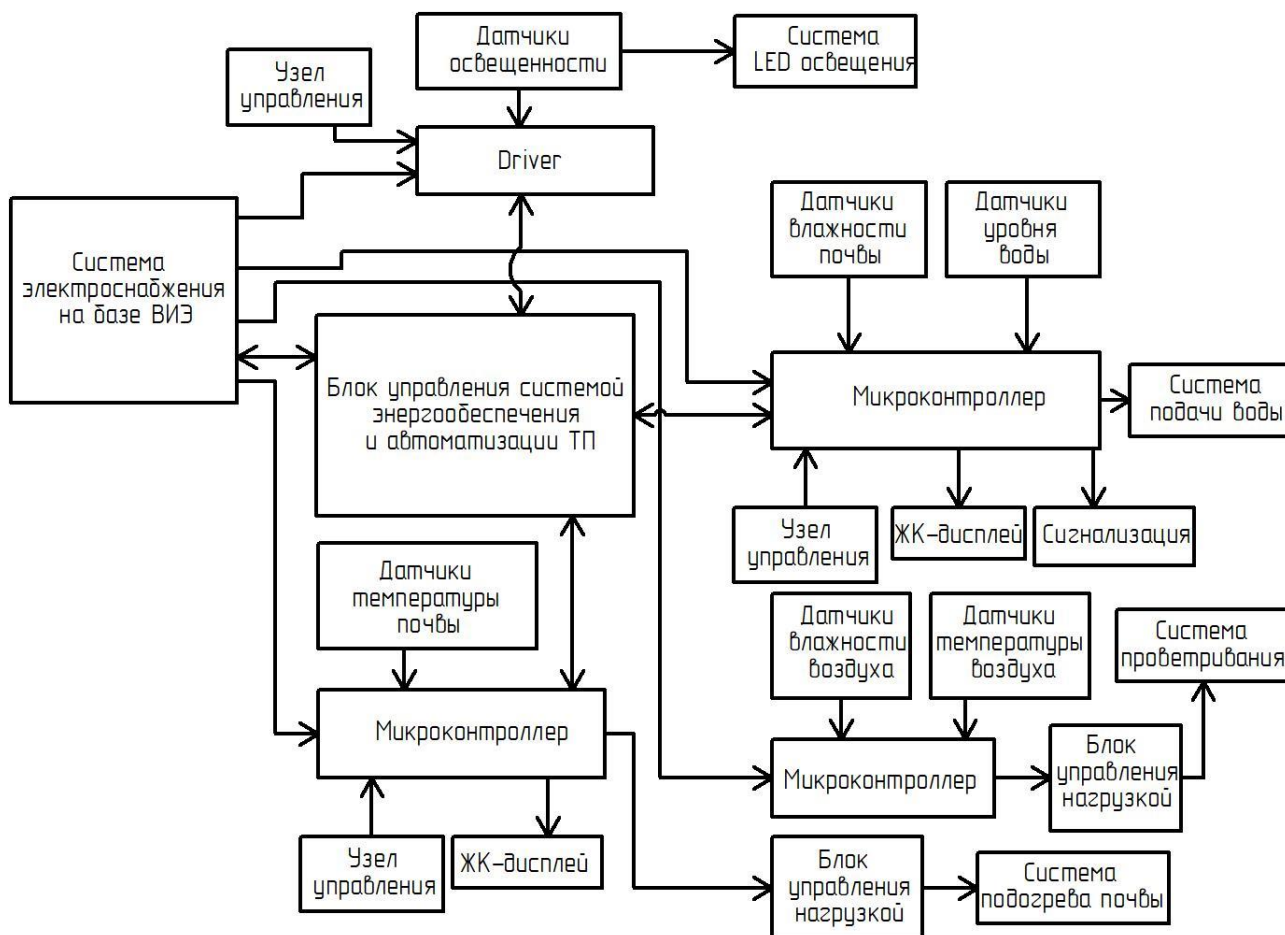 Датчики
освещенности
Система
LED освещения
Узел
управления
Driver
Система
электроснабжения
на базе ВИЭ
Датчики
влажности
почвы
Датчики
уровня
воды
Блок управления системой
энергообеспечения
и автоматизации ТП
Микроконтроллер
Система
подачи воды
Узел
управления
ЖК-дисплей
Сигнализация
Датчики
температуры
почвы
Датчики
влажности
воздуха
Датчики
температуры
воздуха
Система
проветривания
Микроконтроллер
Микроконтроллер
Блок
управления
нагрузкой
Узел
управления
ЖК-дисплей
Блок
управления
нагрузкой
Система
подогрева почвы